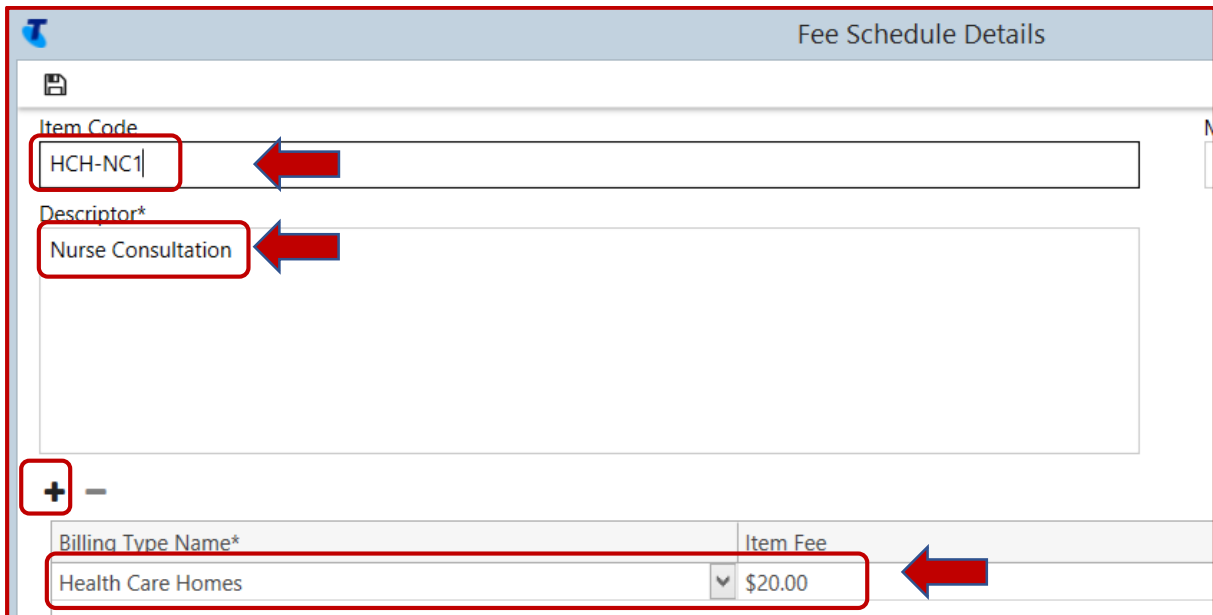 Fee Schedule Details
Item Code
HCH-NC1
Descriptor*
Nurse Consultation
Billing Type Name* Item Fee
Health Care Homes $20.00